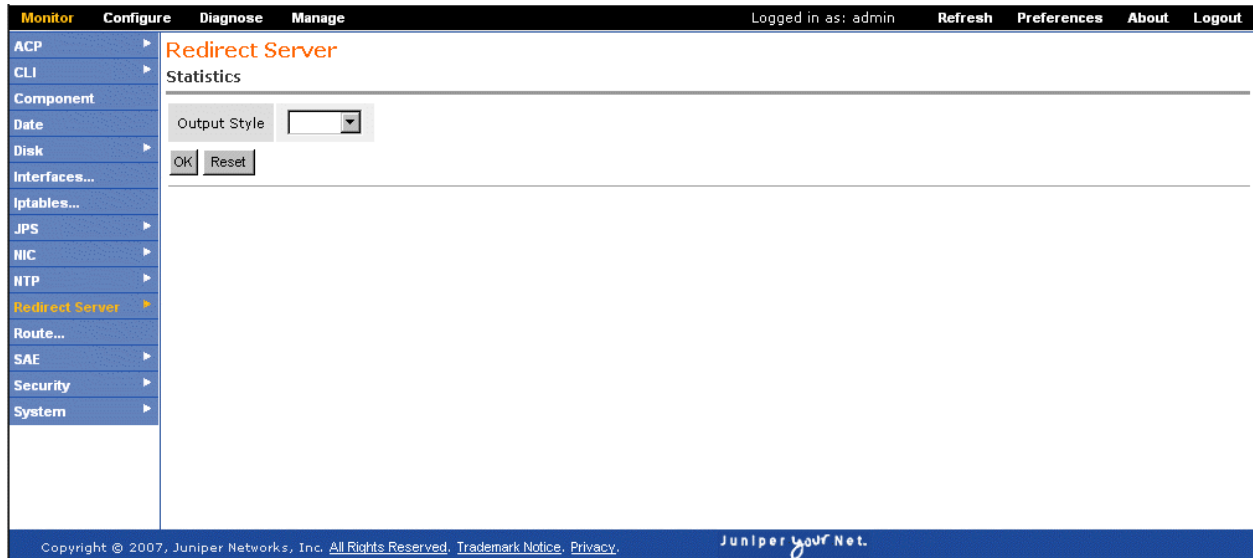 Monitor Configure Diagnose Manage Logged in as: admin Refresh Preferences About Logout
ACP
CLI
Component
Date
Disk
Interfaces...
Iptables...
JPS
NIC
NTP
Redirect Server
Route...
SAE
Security
System
Redirect Server
Statistics
Output Style
OK Reset
Copyright © 2007, Juniper Networks, Inc. All Rights Reserved. Trademark Notice. Privacy.
Juniper your Net.